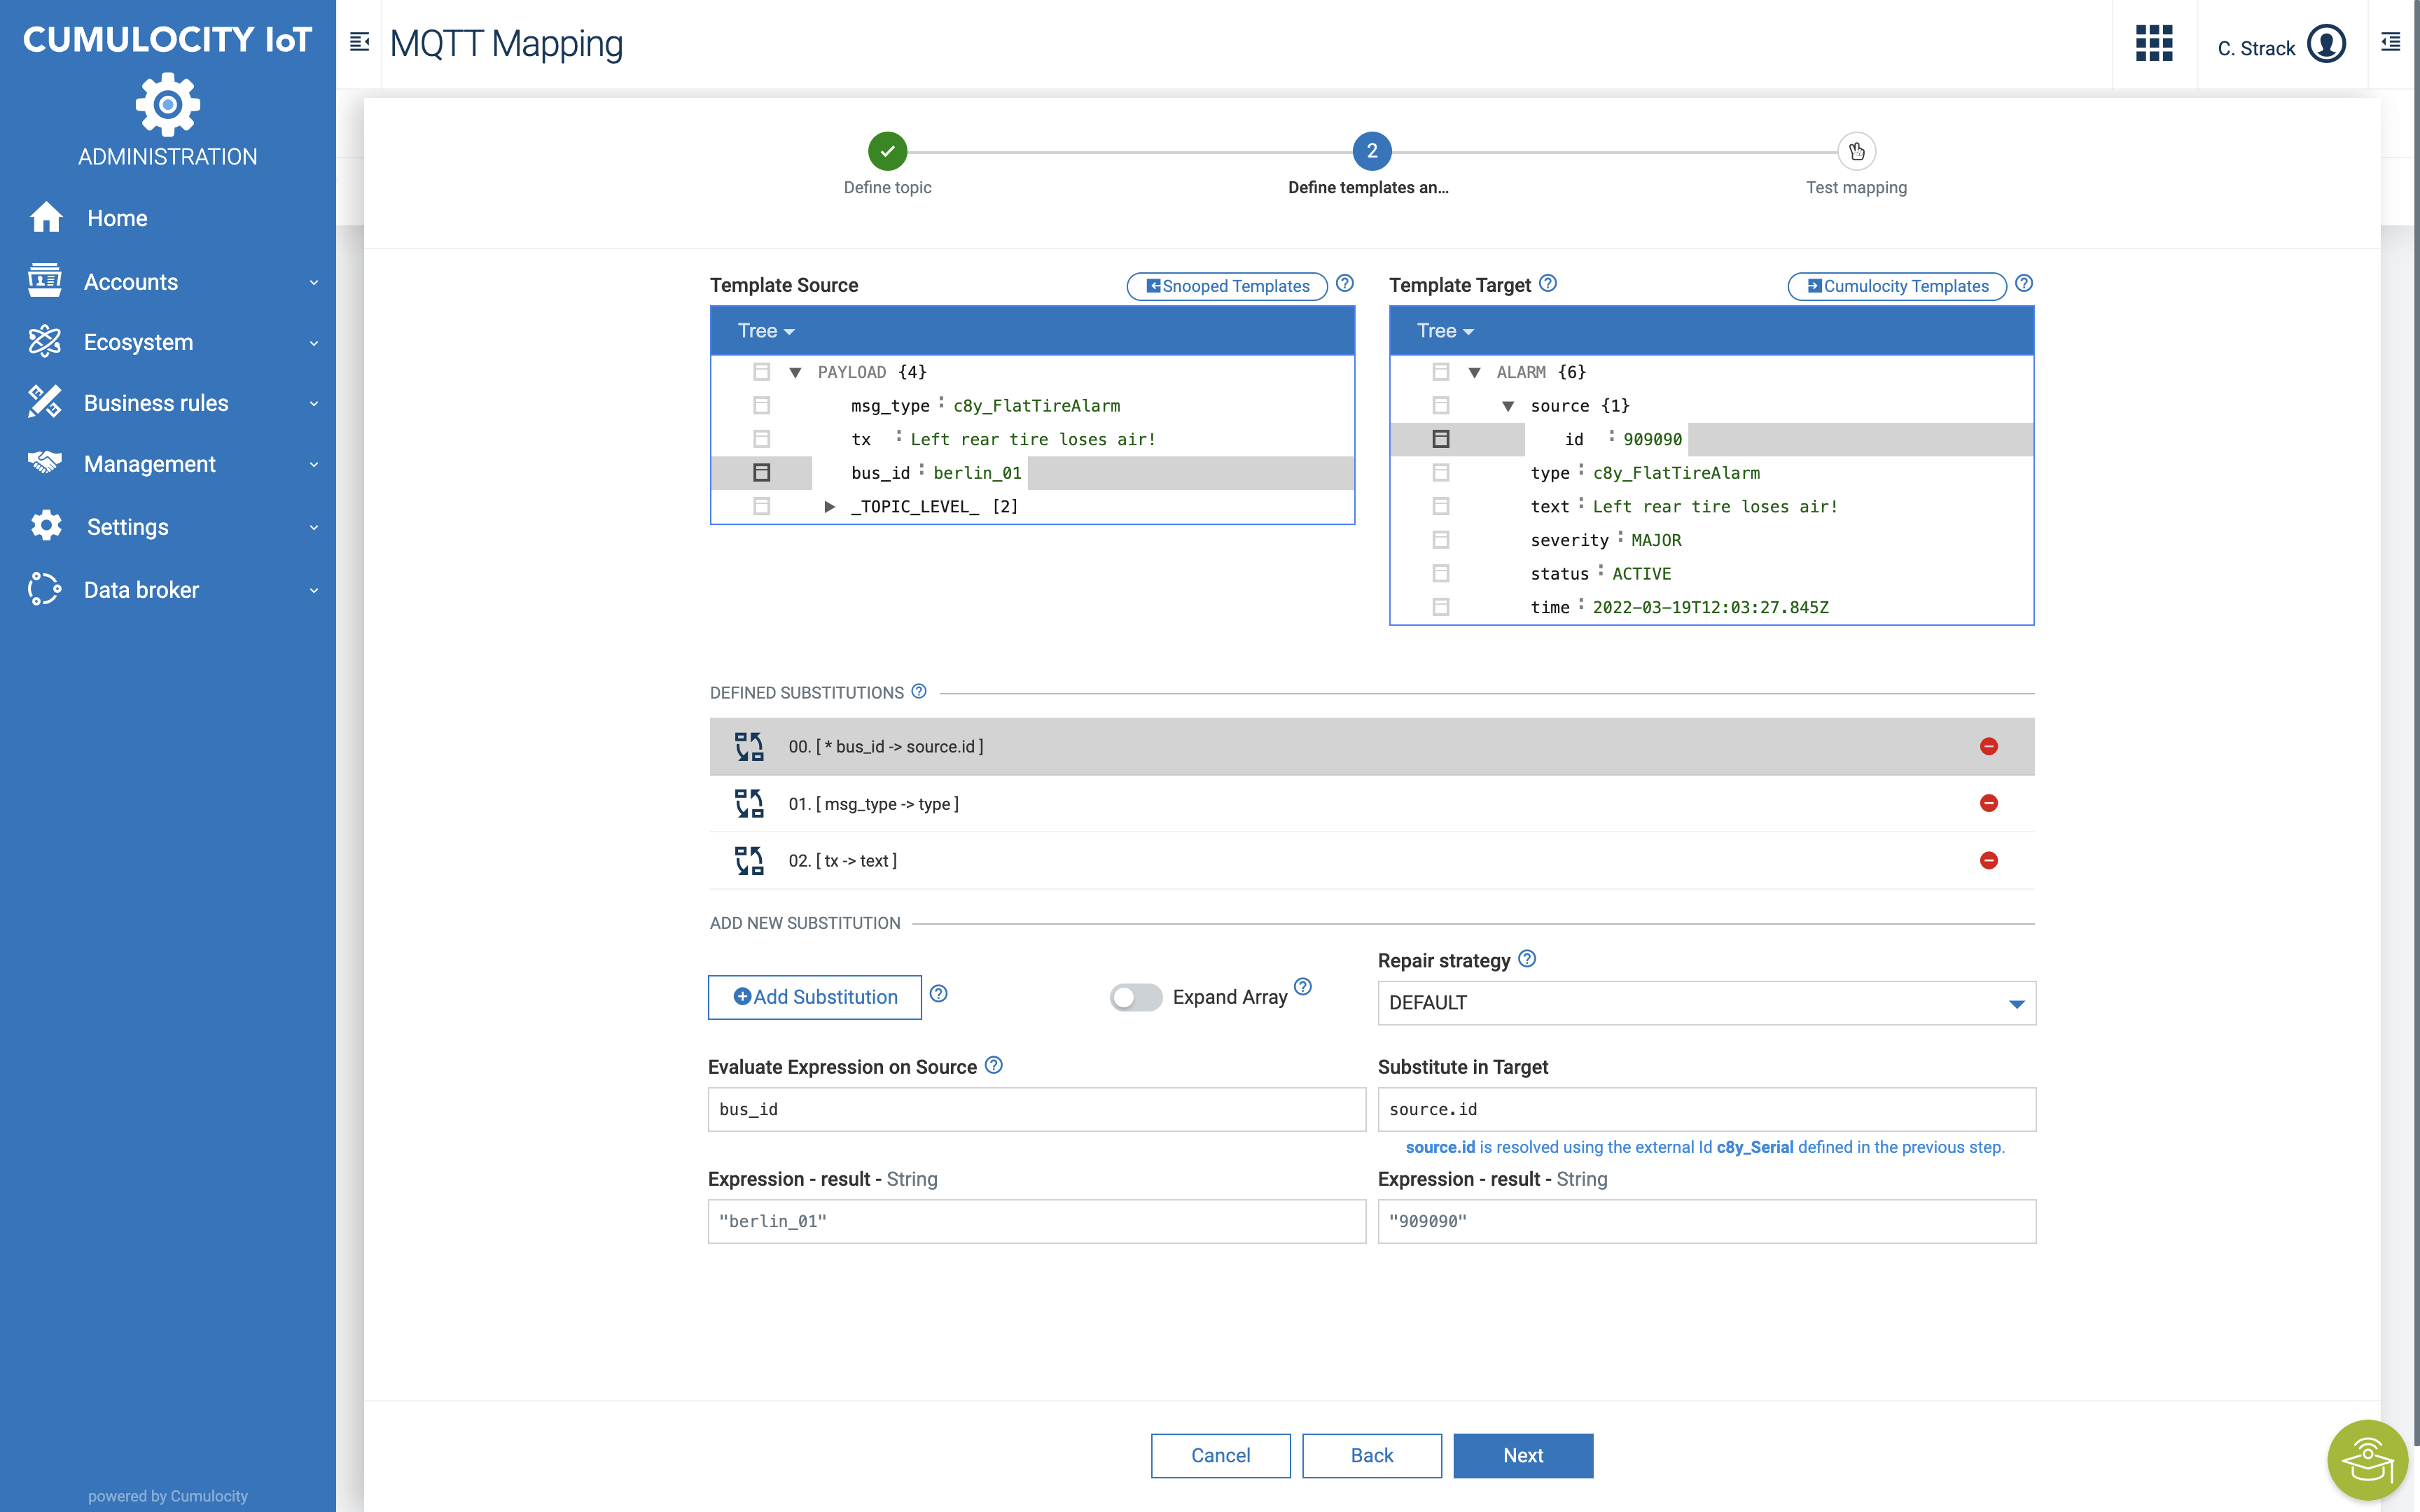 CUMULOCITY IoT
ADMINISTRATION
Home
Accounts
Ecosystem
Business rules
Management
Settings
Data broker
powered by Cumulocity
MQTT Mapping
C. Strack
2
Define topic
Define templates an...
Test mapping
Template Source
Snooped Templates
Tree
PAYLOAD {4}
msg_type : c8y_FlatTireAlarm
tx : Left rear tire loses air!
bus_id : berlin_01
_TOPIC_LEVEL_ [2]
Template Target
Cumulocity Templates
Tree
ALARM {6}
source {1}
id : 909090
type : c8y_FlatTireAlarm
text : Left rear tire loses air!
severity : MAJOR
status : ACTIVE
time : 2022-03-19T12:03:27.845Z
DEFINED SUBSTITUTIONS
00. [ * bus_id -> source.id ]
01. [ msg_type -> type ]
02. [ tx -> text ]
ADD NEW SUBSTITUTION
Add Substitution
Expand Array
Repair strategy
DEFAULT
Evaluate Expression on Source
bus_id
Substitute in Target
source.id
source.id is resolved using the external Id c8y_Serial defined in the previous step.
Expression - result - String
"berlin_01"
Expression - result - String
"909090"
Cancel
Back
Next